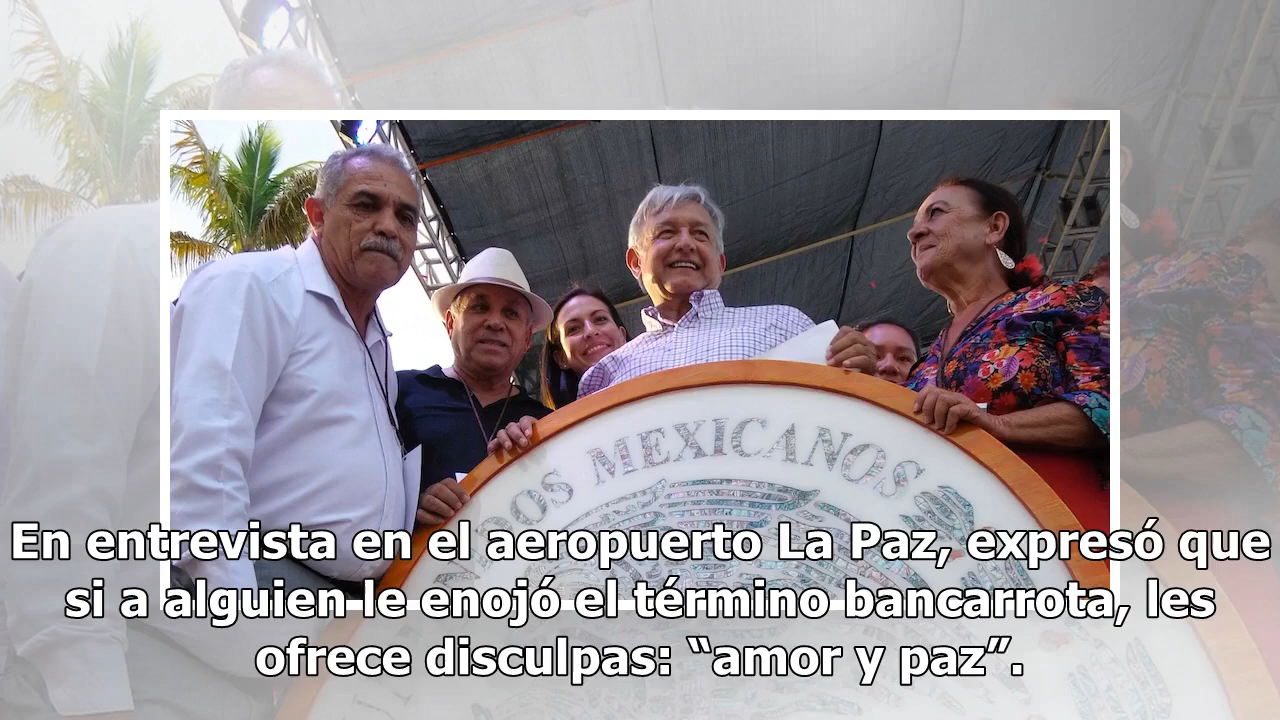 DOS MEXICANOS
En entrevista en el aeropuerto La Paz, expresó que
si a alguien le enojó el término bancarrota, les
ofrece disculpas: “amor y paz”.